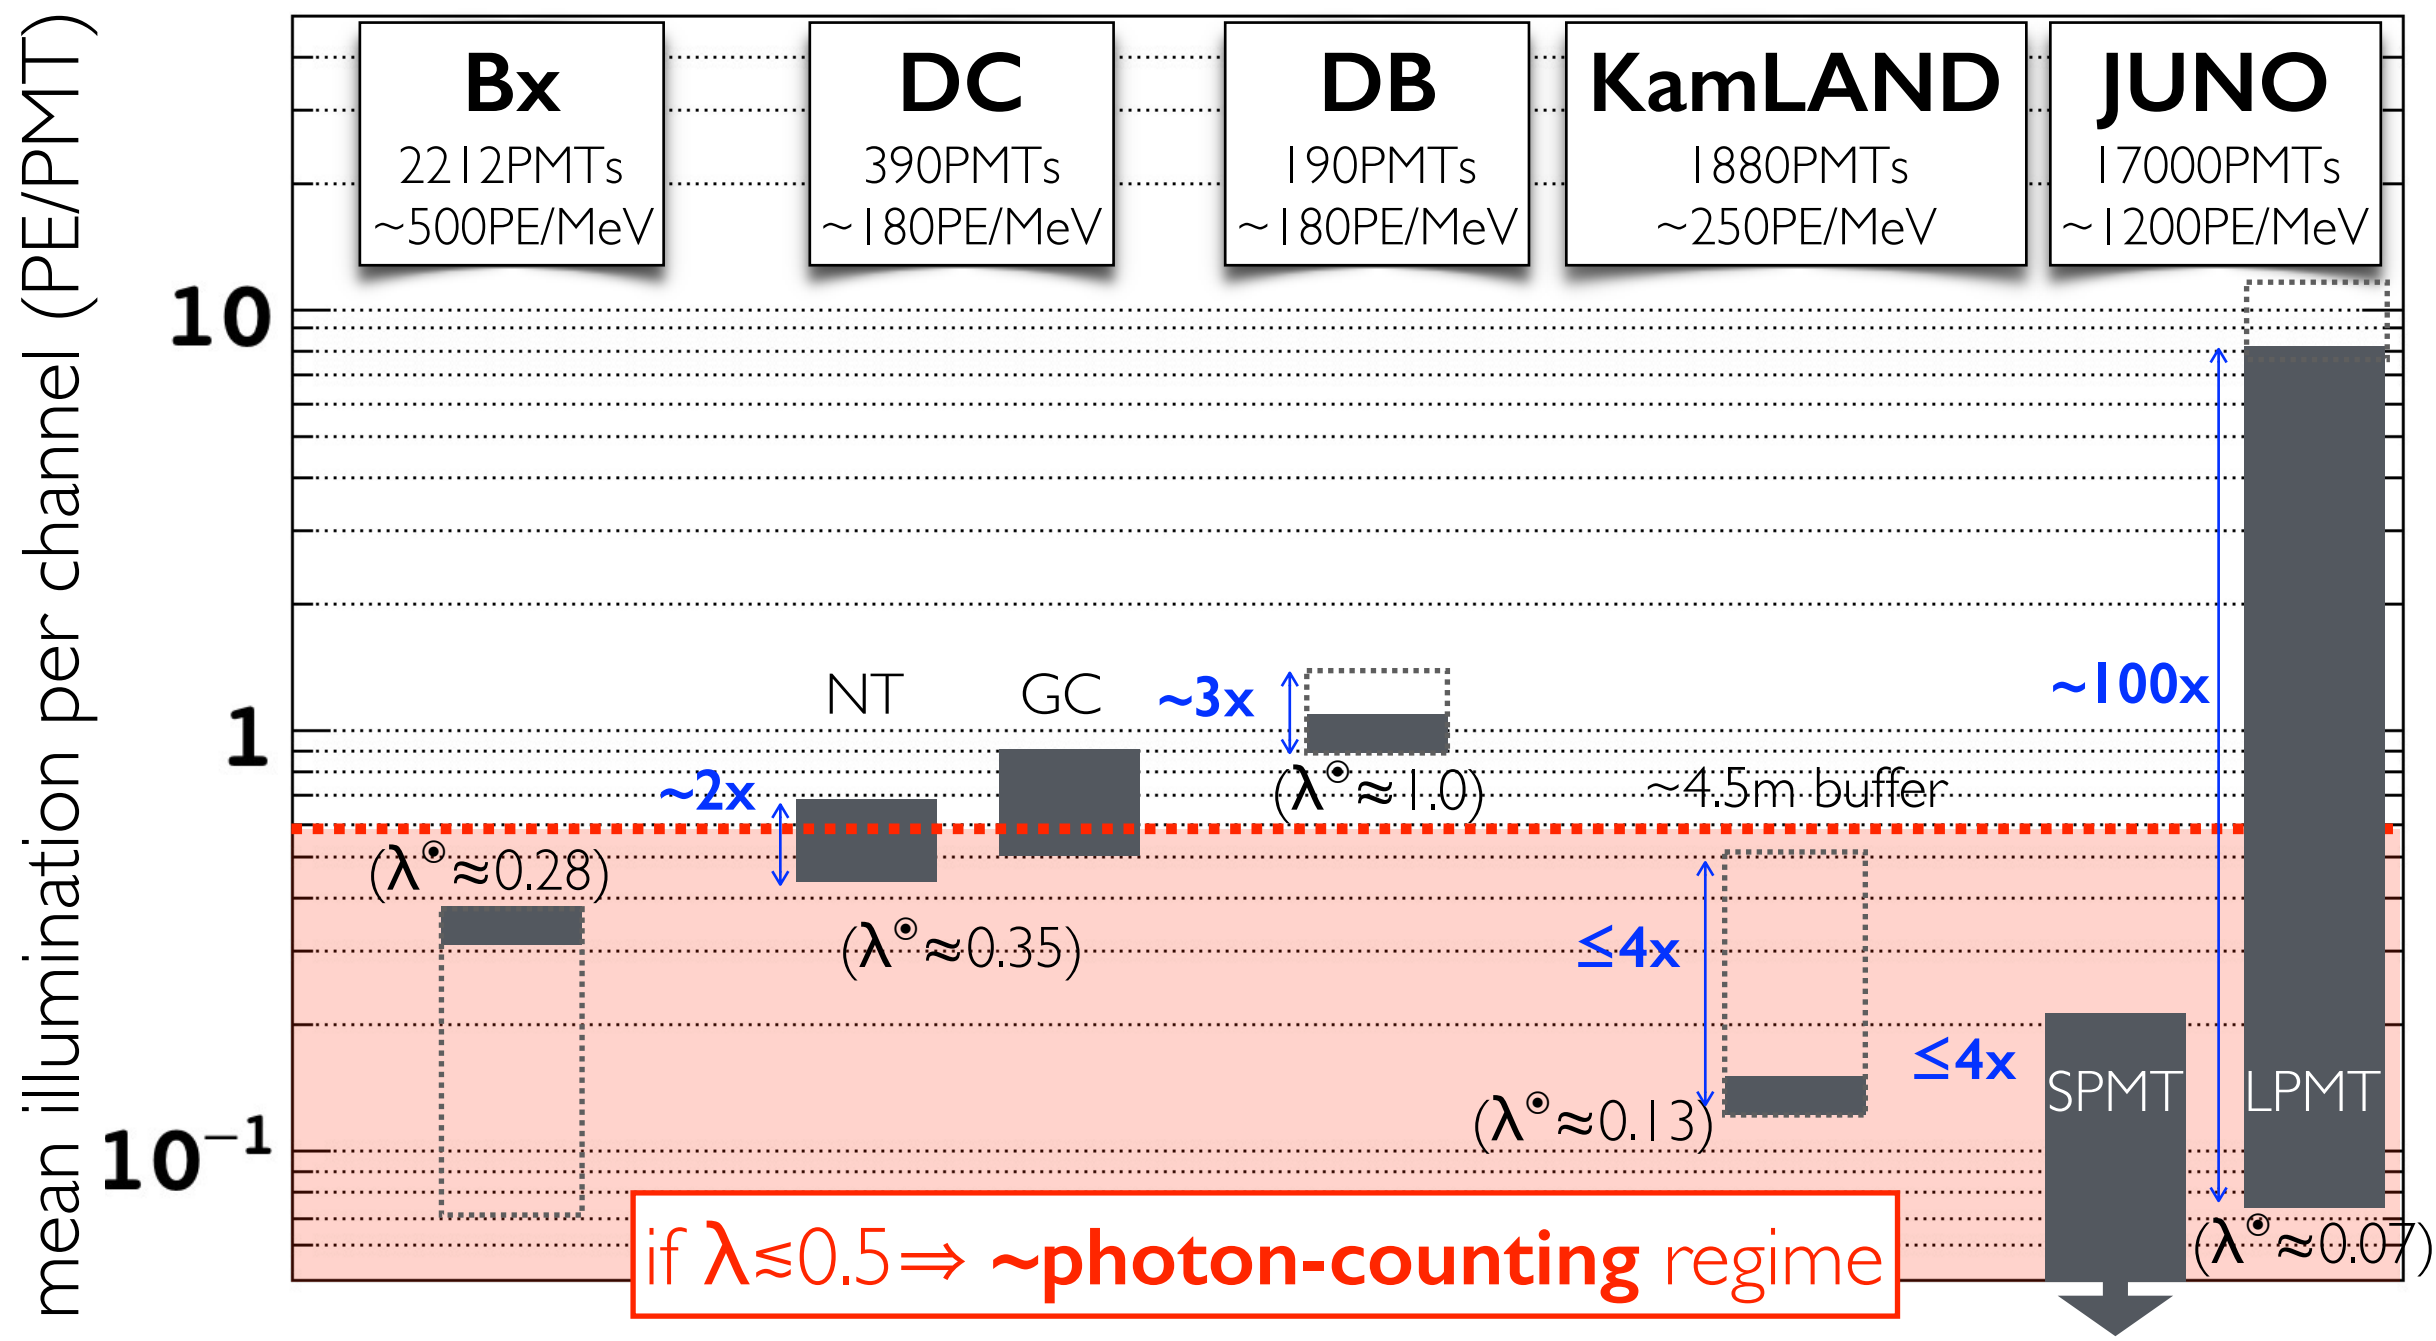 mean illumination per channel (PE/PMT)
Bx
2212PMTs
~500PE/MeV
DC
390PMTs
~180PE/MeV
DB
190PMTs
~180PE/MeV
KamLAND
1880PMTs
~250PE/MeV
JUNO
17000PMTs
~1200PE/MeV
10
1
10⁻¹
NT
GC
~3x
~100x
~2x
(λ☉≈1.0)
~4.5m buffer
(λ☉≈0.28)
(λ☉≈0.35)
≤4x
≤4x
SPMT
LPMT
(λ☉≈0.13)
(λ☉≈0.07)
if λ≲0.5⇒ ~photon-counting regime